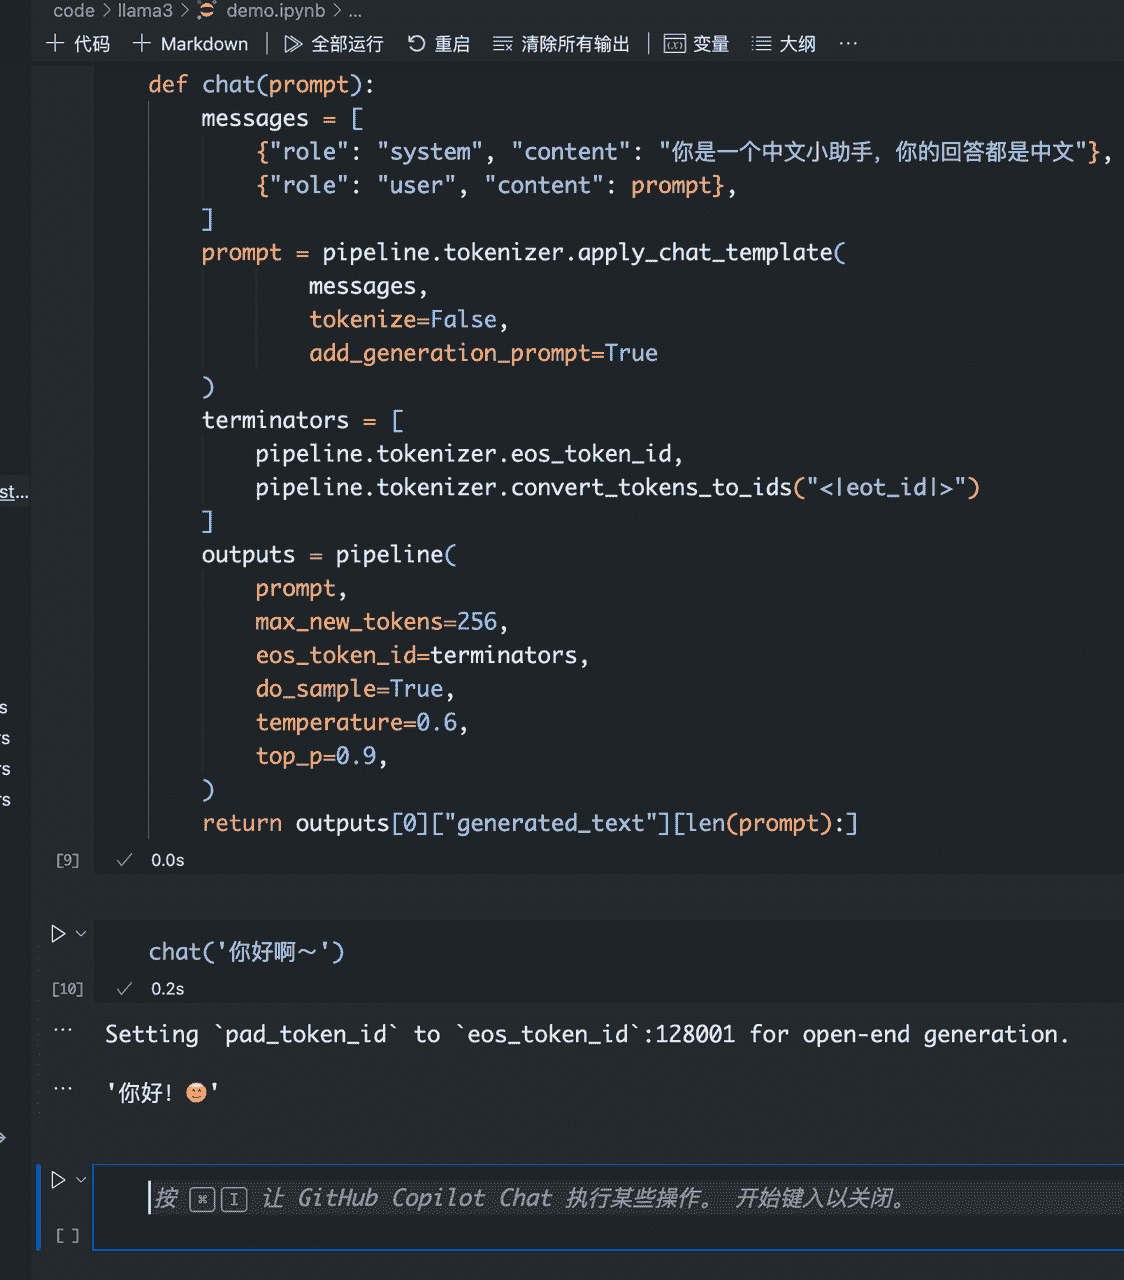 code > llama3 > demo.ipynb > ...
+ 代码 + Markdown | 全部运行 重启 清除所有输出 | 变量 大纲 ...
def chat(prompt):
    messages = [
        {"role": "system", "content": "你是一个中文小助手，你的回答都是中文"},
        {"role": "user", "content": prompt},
    ]
    prompt = pipeline.tokenizer.apply_chat_template(
            messages,
            tokenize=False,
            add_generation_prompt=True
    )
    terminators = [
        pipeline.tokenizer.eos_token_id,
        pipeline.tokenizer.convert_tokens_to_ids("<|eot_id|>")
    ]
st...
    outputs = pipeline(
        prompt,
        max_new_tokens=256,
        eos_token_id=terminators,
        do_sample=True,
        temperature=0.6,
        top_p=0.9,
    )
    return outputs[0]["generated_text"][len(prompt):]
[9] ✓ 0.0s
chat('你好啊～')
[10] ✓ 0.2s
... Setting `pad_token_id` to `eos_token_id`:128001 for open-end generation.
... '你好! 😊'
按 ⌘ I 让 GitHub Copilot Chat 执行某些操作。 开始键入以关闭。
[ ]